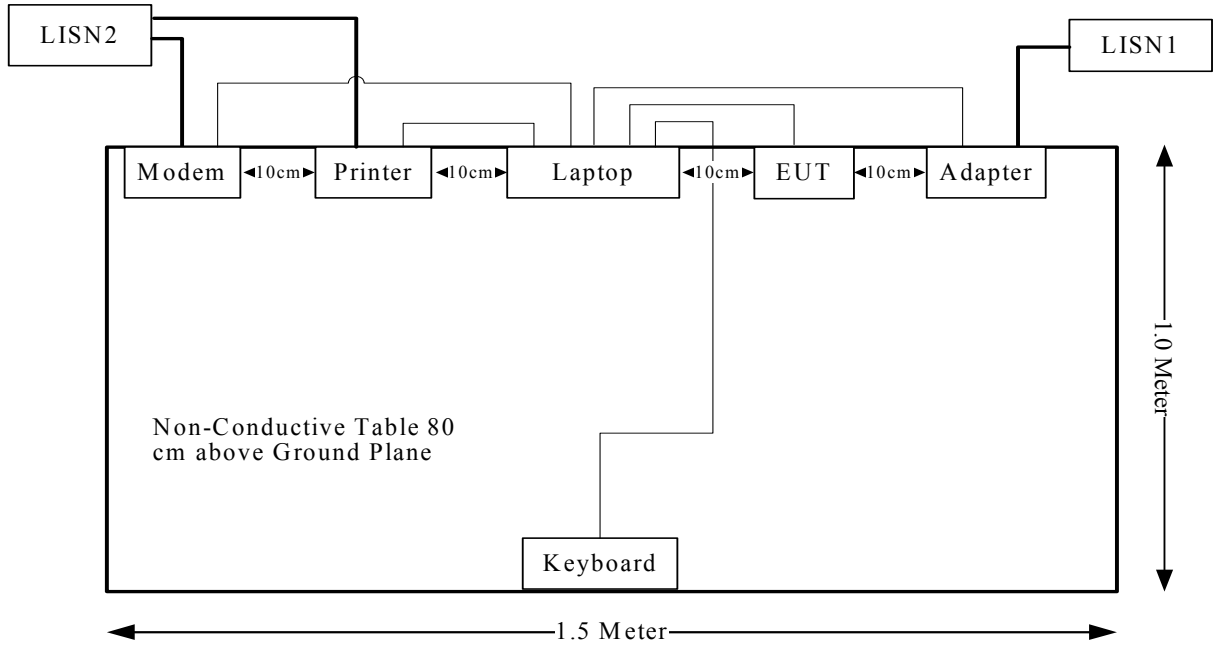 LISN2
LISN1
Modem
10cm
Printer
10cm
Laptop
10cm
EUT
10cm
Adapter
1.0 Meter
Non-Conductive Table 80
cm above Ground Plane
Keyboard
1.5 Meter